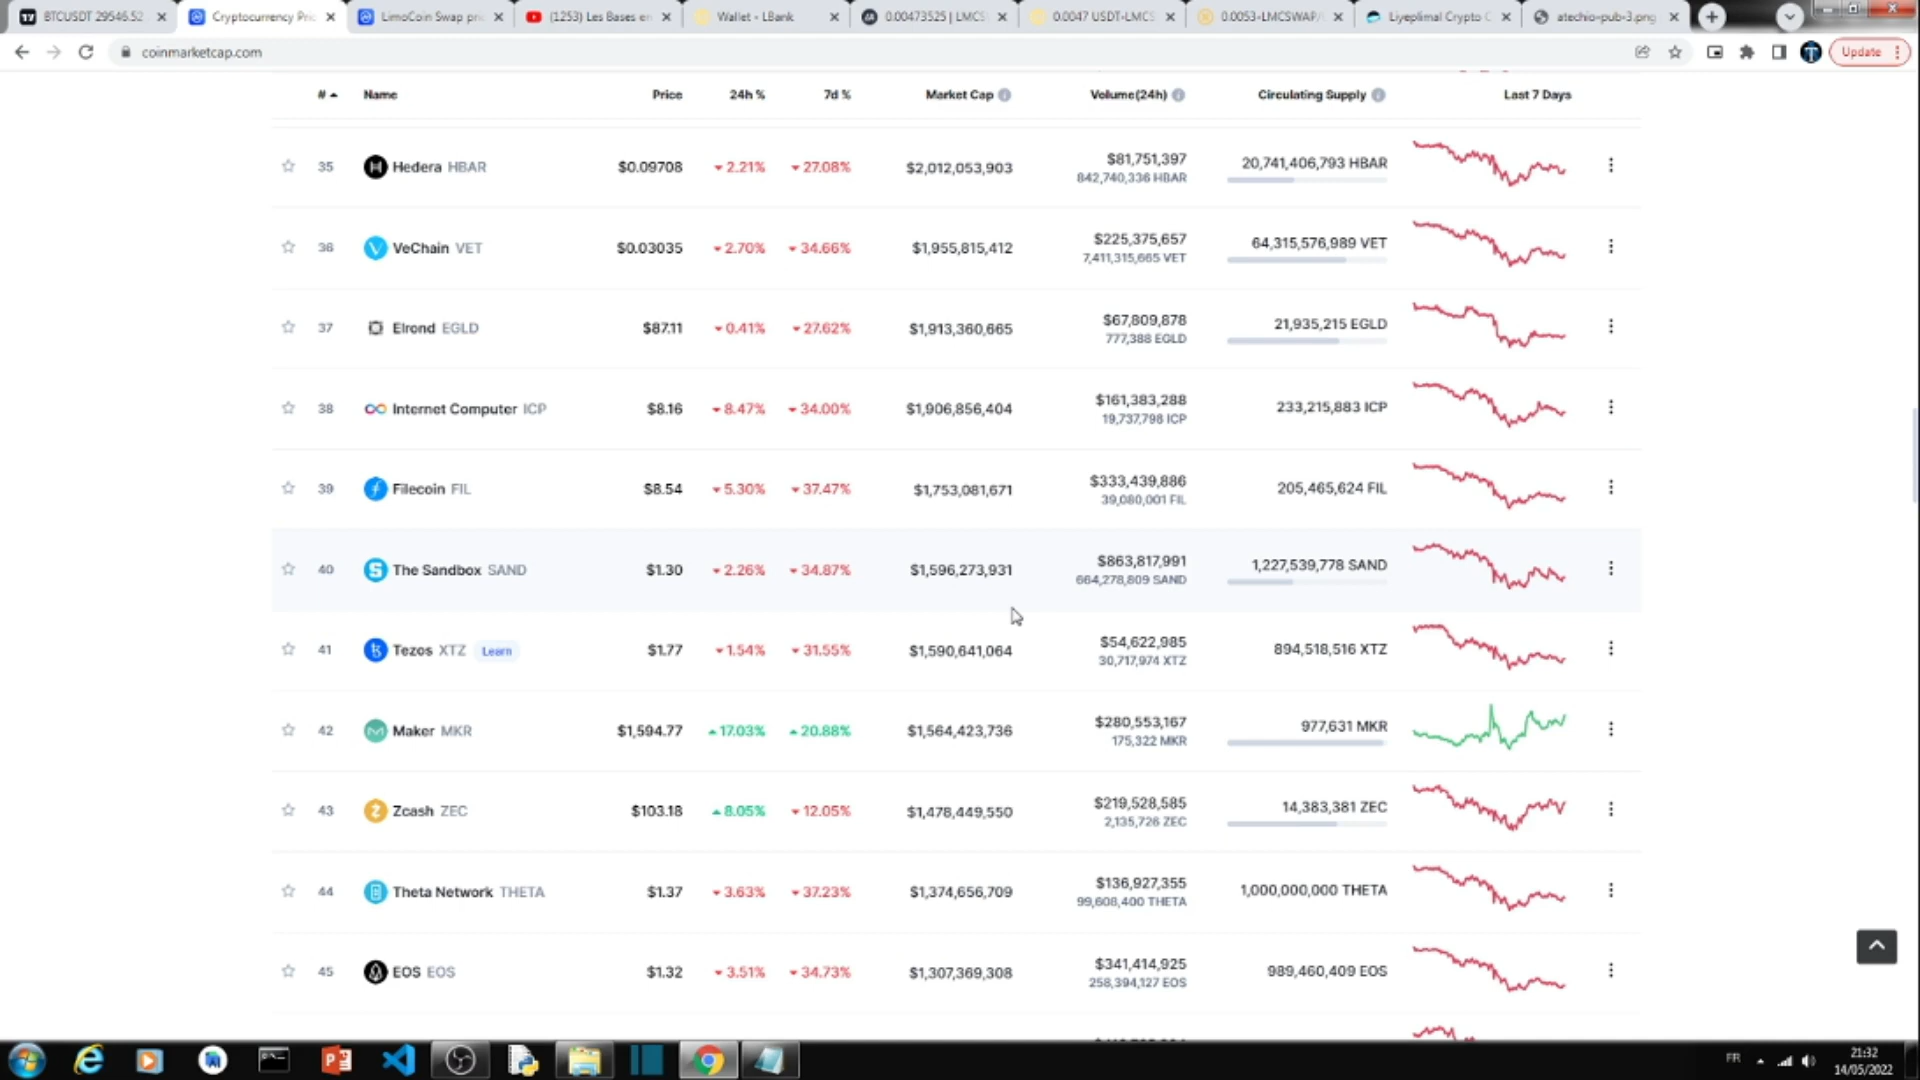 BTCUSDT 29546.52
Cryptocurrency Pric
LimoCoin Swap pric
(1253) Les Bases en
Wallet - LBank
0.00473525 | LMCS
0.0047 USDT-LMCS
0.0053-LMCSWAP/
Liyeplimal Crypto C
atechio-pub-3.png
coinmarketcap.com
Update
# Name Price 24h % 7d % Market Cap Volume(24h) Circulating Supply Last 7 Days
35 Hedera HBAR $0.09708 2.21% 27.08% $2,012,053,903 $81,751,397 20,741,406,793 HBAR
842,740,336 HBAR
36 VeChain VET $0.03035 2.70% 34.66% $1,955,815,412 $225,375,657 64,315,576,989 VET
7,411,315,665 VET
37 Elrond EGLD $87.11 0.41% 27.62% $1,913,360,665 $67,809,878 21,935,215 EGLD
777,388 EGLD
38 Internet Computer ICP $8.16 8.47% 34.00% $1,906,856,404 $161,383,288 233,215,883 ICP
19,737,798 ICP
39 Filecoin FIL $8.54 5.30% 37.47% $1,753,081,671 $333,439,886 205,465,624 FIL
39,080,001 FIL
40 The Sandbox SAND $1.30 2.26% 34.87% $1,596,273,931 $863,817,991 1,227,539,778 SAND
664,278,809 SAND
41 Tezos XTZ Learn $1.77 1.54% 31.55% $1,590,641,064 $54,622,985 894,518,516 XTZ
30,717,974 XTZ
42 Maker MKR $1,594.77 17.03% 20.88% $1,564,423,736 $280,553,167 977,631 MKR
175,322 MKR
43 Zcash ZEC $103.18 8.05% 12.05% $1,478,449,550 $219,528,585 14,383,381 ZEC
2,135,726 ZEC
44 Theta Network THETA $1.37 3.63% 37.23% $1,374,656,709 $136,927,355 1,000,000,000 THETA
99,608,400 THETA
45 EOS EOS $1.32 3.51% 34.73% $1,307,369,308 $341,414,925 989,460,409 EOS
258,394,127 EOS
FR
21:32
14/05/2022